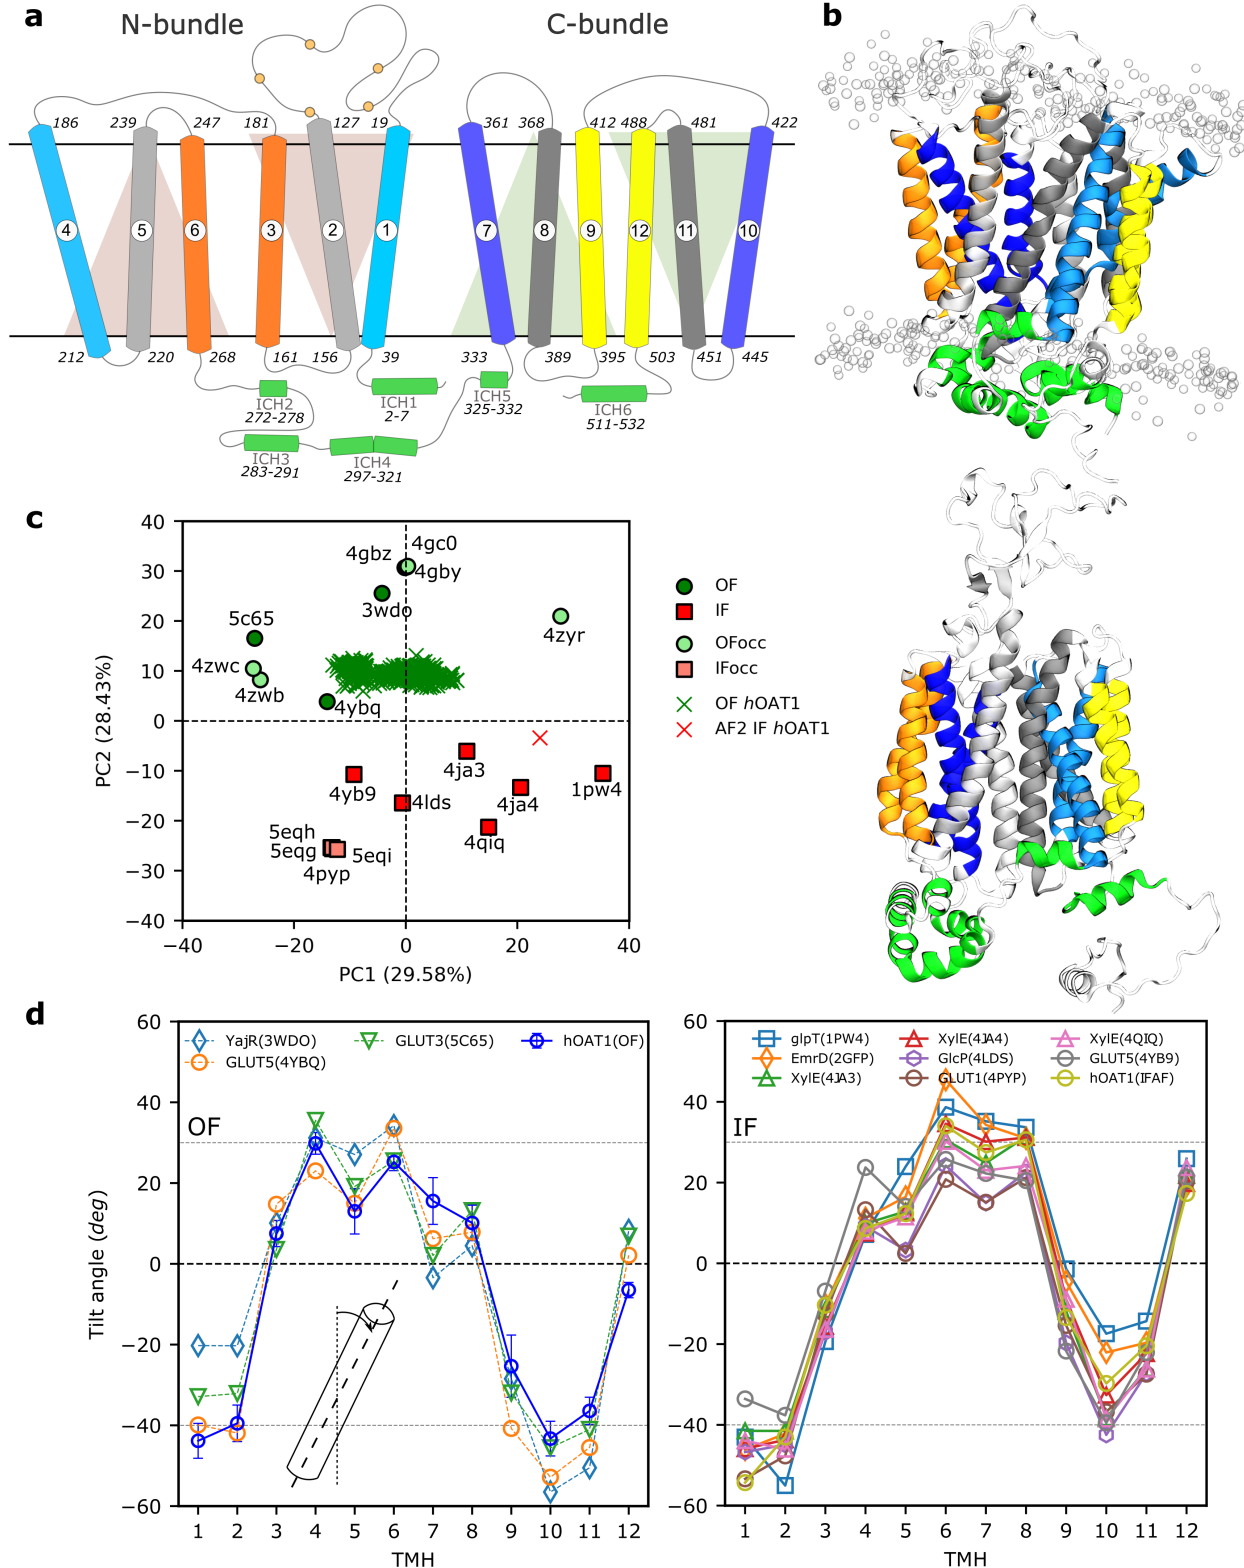 a
N-bundle
C-bundle
b
186
239
247
181
127
19
361
368
412
488
481
422
4
5
6
3
2
1
7
8
9
12
11
10
212
220
268
161
156
39
333
389
395
503
451
445
ICH2
272-278
ICH1
2-7
ICH5
325-332
ICH6
511-532
ICH3
283-291
ICH4
297-321
c
40
30
20
10
0
−10
−20
−30
−40
PC2 (28.43%)
−40
−20
0
20
40
PC1 (29.58%)
4gbz
4gc0
4gby
3wdo
4zyr
5c65
4zwc
4zwb
4ybq
4ja3
4yb9
4lds
4ja4
1pw4
4qiq
5eqh
5eqg
5eqi
4pyp
OF
IF
OFocc
IFocc
OF hOAT1
AF2 IF hOAT1
d
60
40
20
0
−20
−40
−60
Tilt angle (deg)
YajR(3WDO)
GLUT3(5C65)
hOAT1(OF)
GLUT5(4YBQ)
OF
1 2 3 4 5 6 7 8 9 10 11 12
TMH
60
40
20
0
−20
−40
−60
glpT(1PW4)
XylE(4JA4)
XylE(4QIQ)
EmrD(2GFP)
GlcP(4LDS)
GLUT5(4YB9)
XylE(4JA3)
GLUT1(4PYP)
hOAT1(IFAF)
IF
1 2 3 4 5 6 7 8 9 10 11 12
TMH